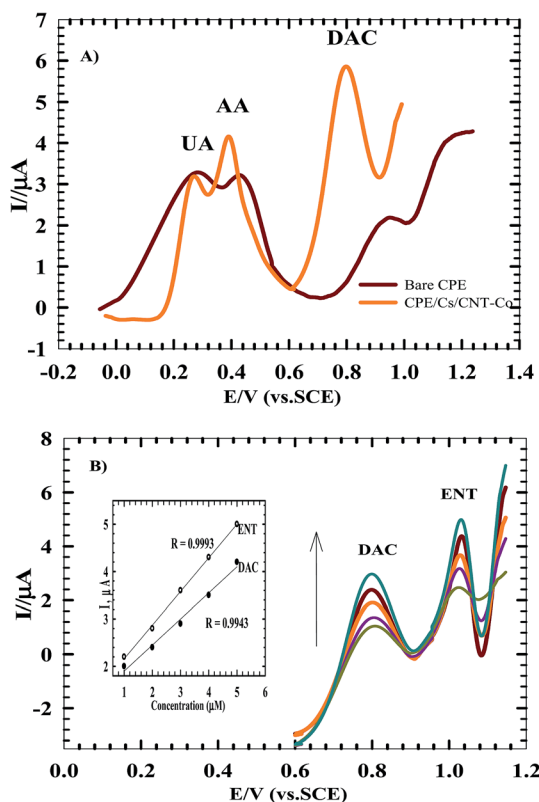 A)
DAC
AA
UA
I//µA
7
6
5
4
3
2
1
0
-1
Bare CPE
CPE/Cs/CNT-Co
-0.2 0.0 0.2 0.4 0.6 0.8 1.0 1.2 1.4
E/V (vs.SCE)
B)
ENT
DAC
I//µA
8
6
4
2
0
-2
I, µA
5
4
3
2
ENT
R = 0.9993
DAC
R = 0.9943
1 2 3 4 5 6
Concentration (µM)
0.0 0.2 0.4 0.6 0.8 1.0 1.2
E/V (vs.SCE)